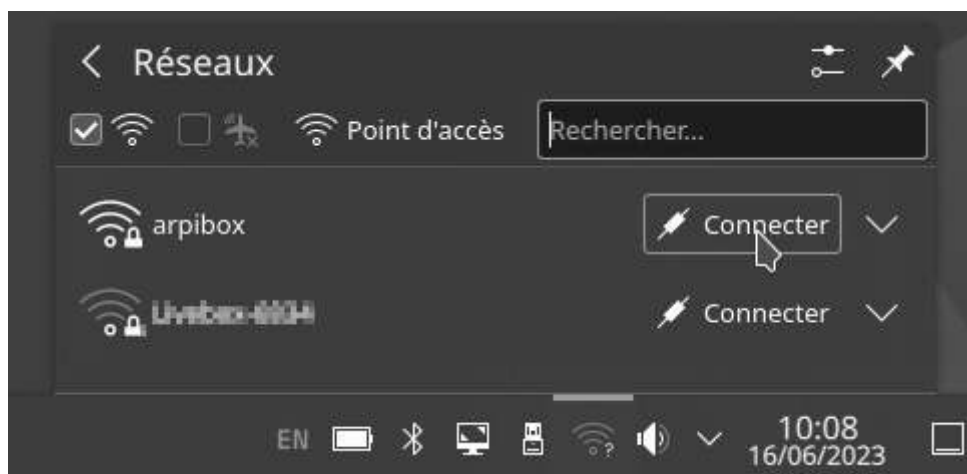 Réseaux
Point d'accès Rechercher...
arpibox Connecter
Connecter
EN 10:08
16/06/2023